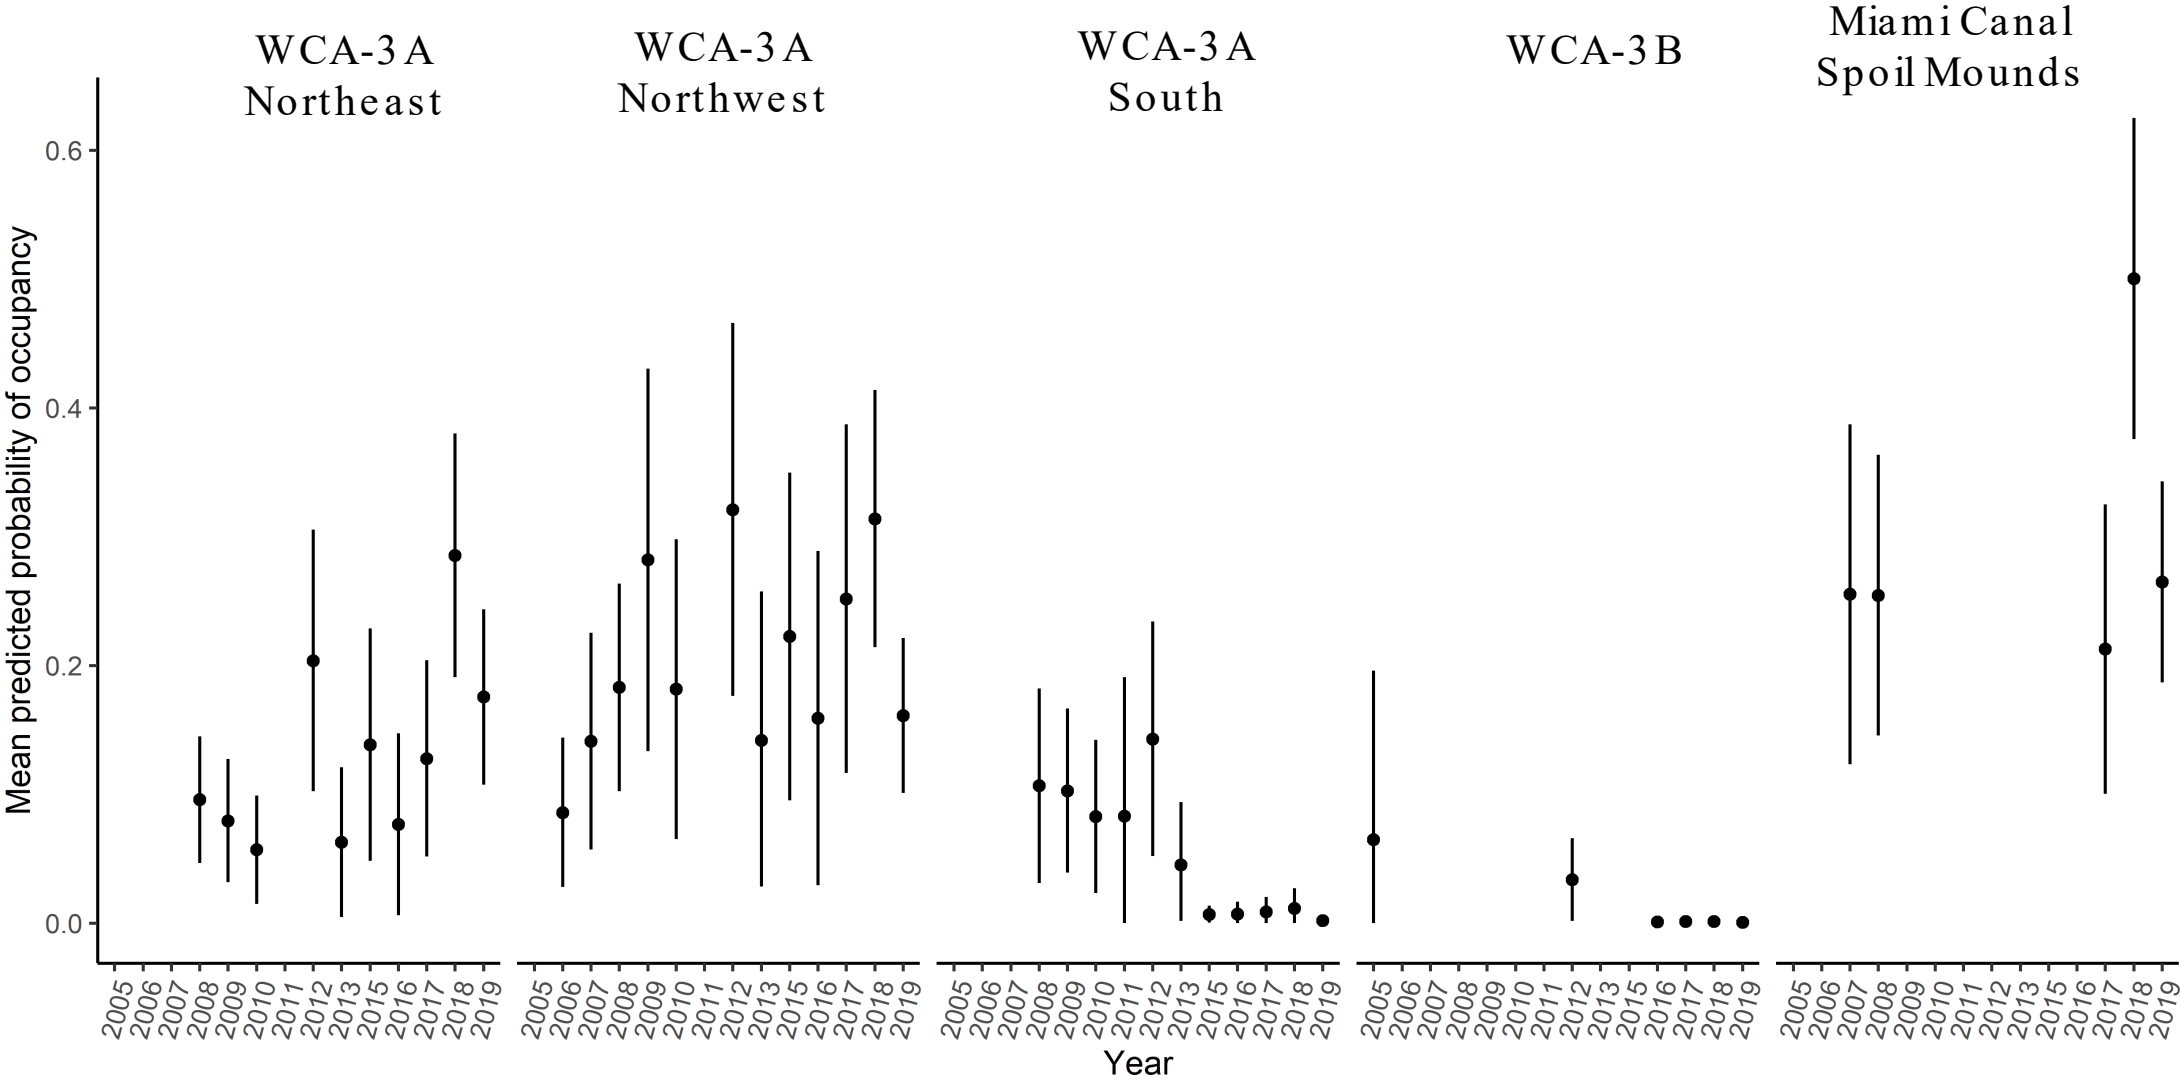 WCA-3A
Northeast
WCA-3A
Northwest
WCA-3A
South
WCA-3B
Miami Canal
Spoil Mounds
Mean predicted probability of occupancy
0.6
0.4
0.2
0.0
2005 2006 2007 2008 2009 2010 2011 2012 2013 2015 2016 2017 2018 2019
2005 2006 2007 2008 2009 2010 2011 2012 2013 2015 2016 2017 2018 2019
2005 2006 2007 2008 2009 2010 2011 2012 2013 2015 2016 2017 2018 2019
2005 2006 2007 2008 2009 2010 2011 2012 2013 2015 2016 2017 2018 2019
2005 2006 2007 2008 2009 2010 2011 2012 2013 2015 2016 2017 2018 2019
Year